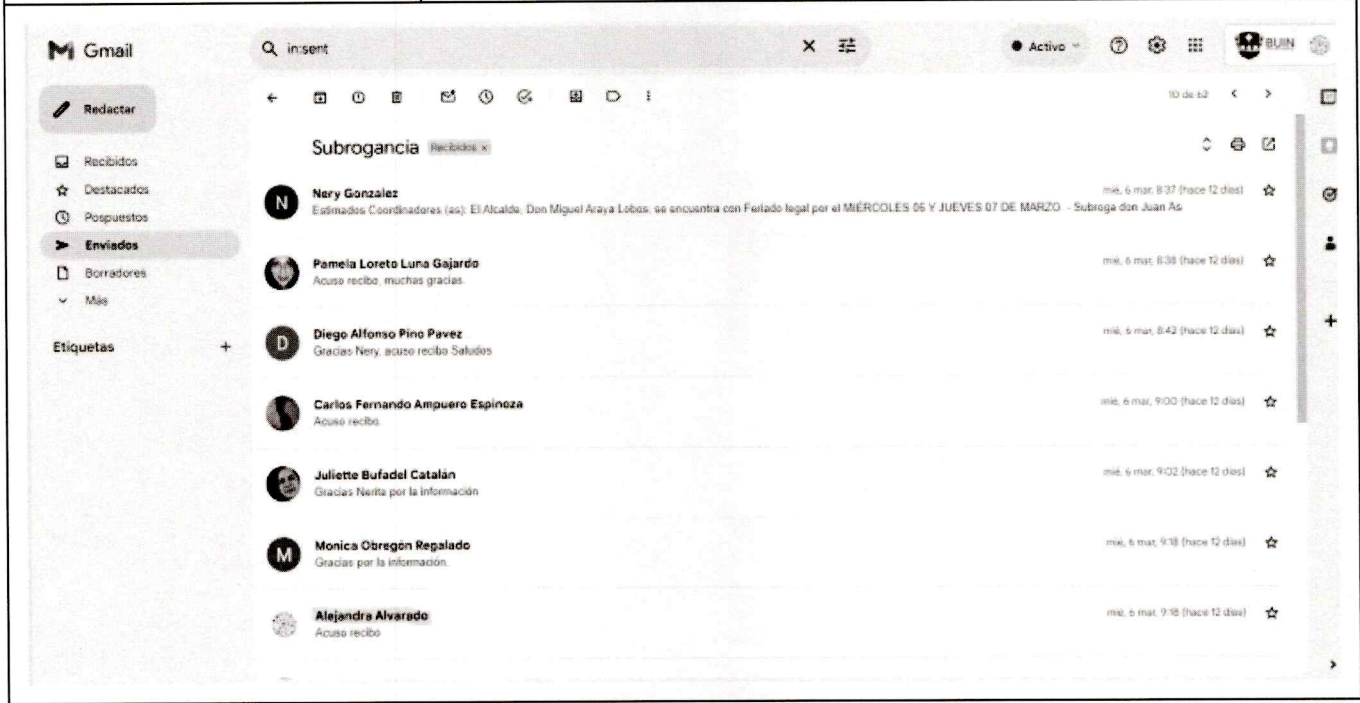 Gmail
in:sent
Activo
BUIN
Redactar
10 de 62
Subrogancia Recibidos x
Recibidos
Destacados
Pospuestos
Enviados
Borradores
Más
Etiquetas +
N Nery Gonzalez mié, 6 mar, 8:37 (hace 12 días)
Estimados Coordinadores (as): El Alcalde, Don Miguel Araya Lobos, se encuentra con Feriado legal por el MIÉRCOLES 06 Y JUEVES 07 DE MARZO - Subroga don Juan As
Pamela Loreto Luna Gajardo mié, 6 mar, 8:38 (hace 12 días)
Acuso recibo, muchas gracias.
D Diego Alfonso Pino Pavez mié, 6 mar, 8:42 (hace 12 días)
Gracias Nery, acuso recibo Saludos
Carlos Fernando Ampuero Espinoza mié, 6 mar, 9:00 (hace 12 días)
Acuso recibo.
Juliette Bufadel Catalán mié, 6 mar, 9:02 (hace 12 días)
Gracias Nerita por la información
M Monica Obregón Regalado mié, 6 mar, 9:18 (hace 12 días)
Gracias por la información.
Alejandra Alvarado mié, 6 mar, 9:18 (hace 12 días)
Acuso recibo